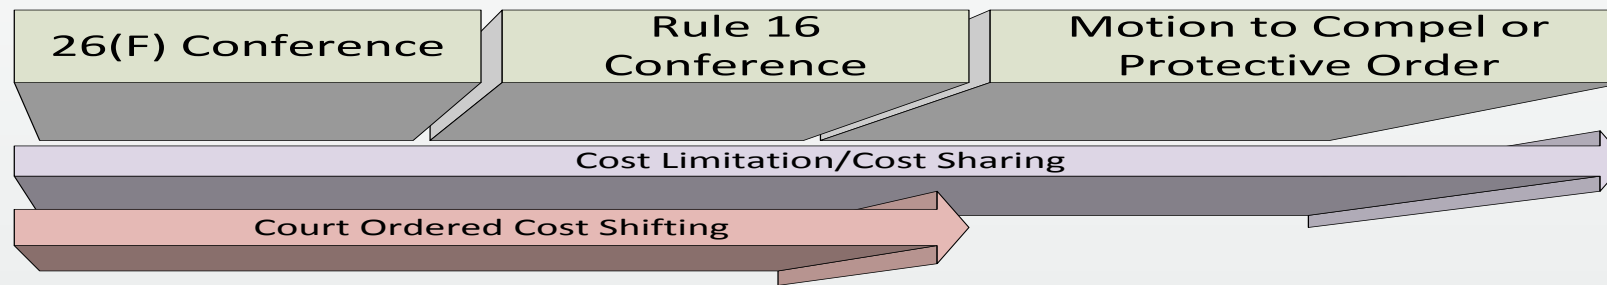 26(F) Conference
Rule 16
Conference
Motion to Compel or
Protective Order
Cost Limitation/Cost Sharing
Court Ordered Cost Shifting